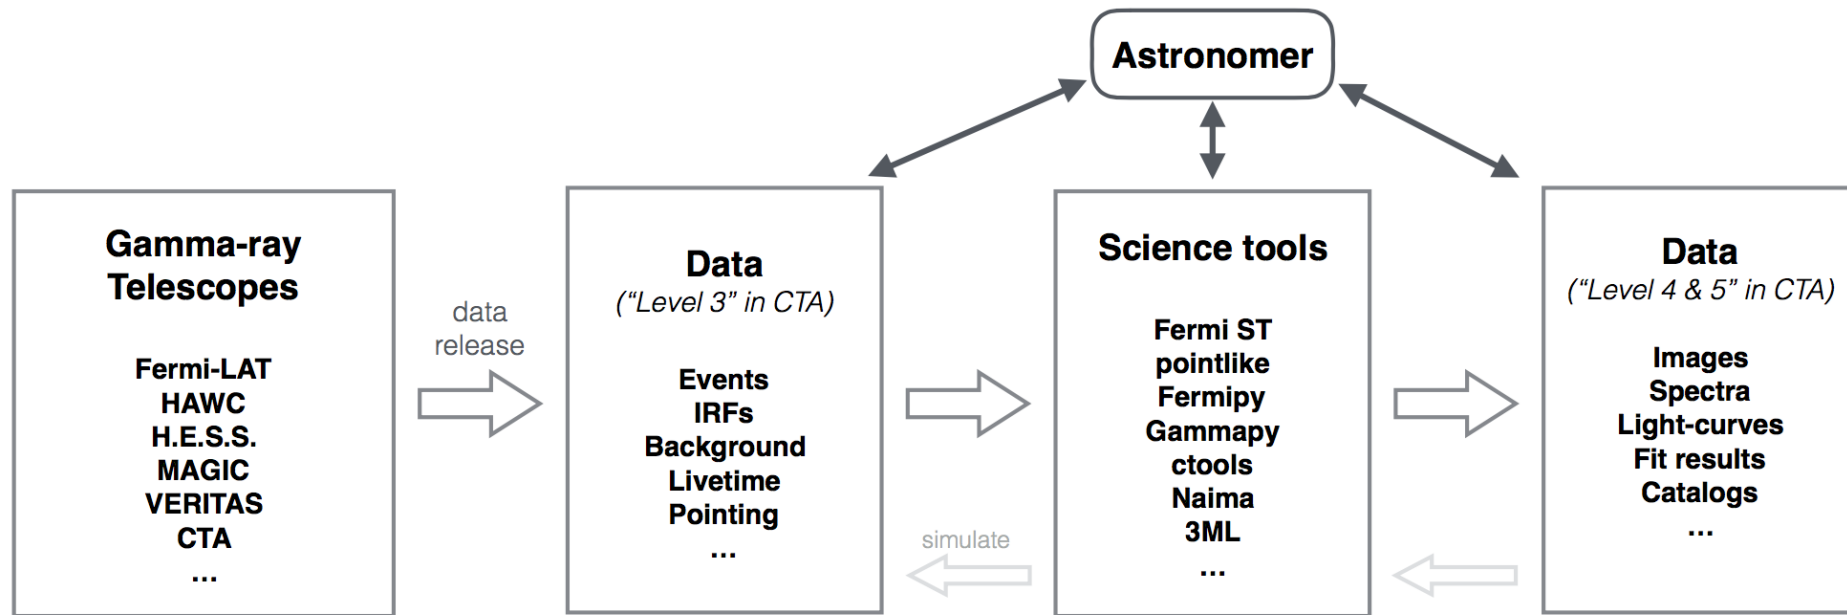 Astronomer
Gamma-ray
Telescopes
Fermi-LAT
HAWC
H.E.S.S.
MAGIC
VERITAS
CTA
...
data
release
Data
(“Level 3” in CTA)
Events
IRFs
Background
Livetime
Pointing
...
simulate
Science tools
Fermi ST
pointlike
Fermipy
Gammapy
ctools
Naima
3ML
...
Data
(“Level 4 & 5” in CTA)
Images
Spectra
Light-curves
Fit results
Catalogs
...